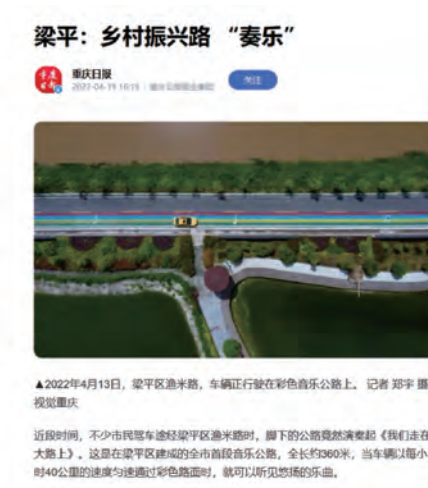 梁平：乡村振兴路 “奏乐”
重庆日报
关注
▲2022年4月13日，梁平区渔米路，车辆正行驶在彩色音乐公路上。 记者 郑宇 摄
视觉重庆
近段时间，不少市民驾车途经梁平区渔米路时，脚下的公路竟然演奏起《我们走在
大路上》。这是在梁平区建成的全市首段音乐公路，全长约360米，当车辆以每小
时40公里的速度匀速通过彩色路面时，就可以听见悠扬的乐曲。